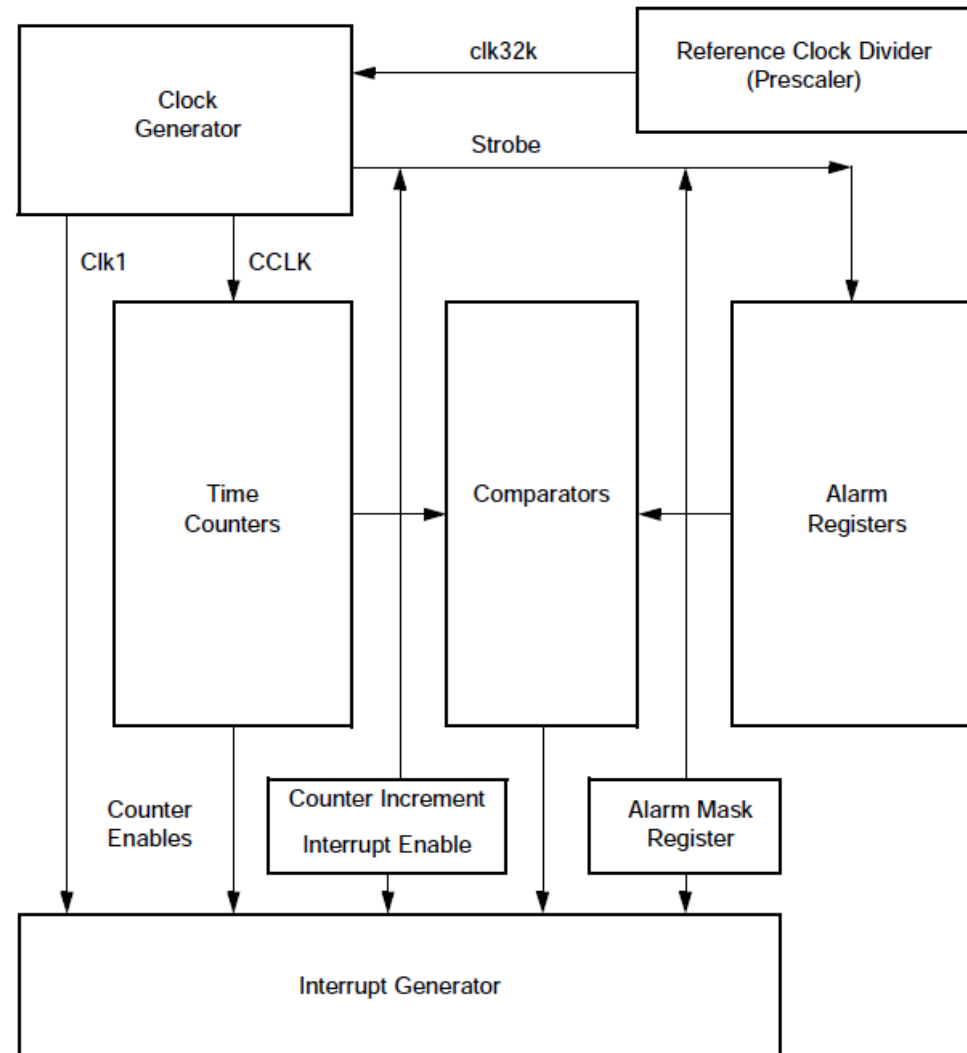 clk32k
Reference Clock Divider
(Prescaler)
Clock
Generator
Strobe
Clk1
CCLK
Time
Counters
Comparators
Alarm
Registers
Counter
Enables
Counter Increment
Interrupt Enable
Alarm Mask
Register
Interrupt Generator